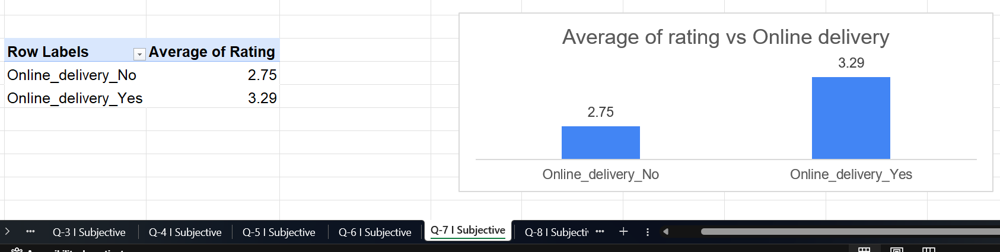 Row Labels Average of Rating
Online_delivery_No 2.75
Online_delivery_Yes 3.29
Average of rating vs Online delivery
3.29
2.75
Online_delivery_No Online_delivery_Yes
Q-3 I Subjective Q-4 I Subjective Q-5 I Subjective Q-6 I Subjective Q-7 I Subjective Q-8 I Subjecti